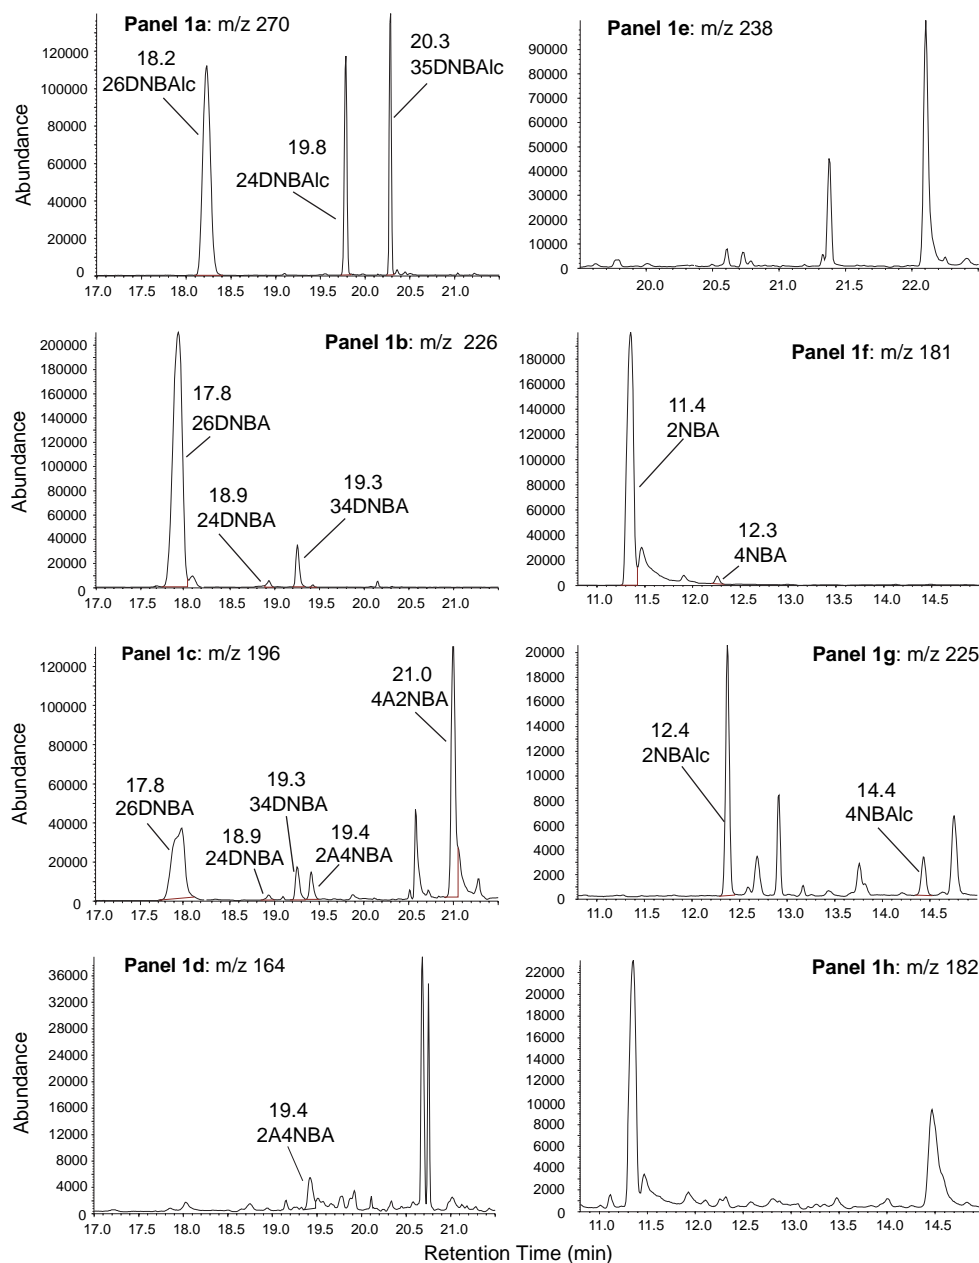 Panel 1a: m/z 270
18.2
26DNBAlc
19.8
24DNBAlc
20.3
35DNBAlc
Abundance
120000
100000
80000
60000
40000
20000
0
17.0 17.5 18.0 18.5 19.0 19.5 20.0 20.5 21.0
Panel 1e: m/z 238
90000
80000
70000
60000
50000
40000
30000
20000
10000
0
20.0 20.5 21.0 21.5 22.0
Panel 1b: m/z 226
17.8
26DNBA
18.9
24DNBA
19.3
34DNBA
Abundance
200000
180000
160000
140000
120000
100000
80000
60000
40000
20000
0
17.0 17.5 18.0 18.5 19.0 19.5 20.0 20.5 21.0
Panel 1f: m/z 181
11.4
2NBA
12.3
4NBA
180000
160000
140000
120000
100000
80000
60000
40000
20000
0
11.0 11.5 12.0 12.5 13.0 13.5 14.0 14.5
Panel 1c: m/z 196
21.0
4A2NBA
17.8
26DNBA
18.9
24DNBA
19.3
34DNBA
19.4
2A4NBA
Abundance
120000
100000
80000
60000
40000
20000
0
17.0 17.5 18.0 18.5 19.0 19.5 20.0 20.5 21.0
Panel 1g: m/z 225
12.4
2NBAlc
14.4
4NBAlc
20000
18000
16000
14000
12000
10000
8000
6000
4000
2000
0
11.0 11.5 12.0 12.5 13.0 13.5 14.0 14.5
Panel 1d: m/z 164
19.4
2A4NBA
Abundance
36000
32000
28000
24000
20000
16000
12000
8000
4000
0
17.0 17.5 18.0 18.5 19.0 19.5 20.0 20.5 21.0
Panel 1h: m/z 182
22000
20000
18000
16000
14000
12000
10000
8000
6000
4000
2000
0
11.0 11.5 12.0 12.5 13.0 13.5 14.0 14.5
Retention Time (min)